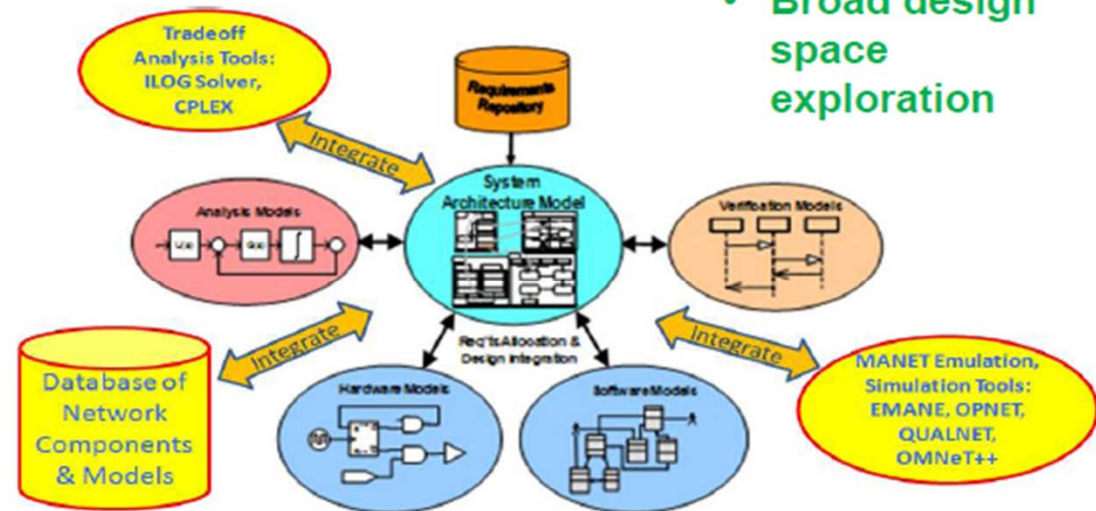 • Broad design
space
exploration
Tradeoff
Analysis Tools:
ILOG Solver,
CPLEX
Requirements
Repository
Integrate
System
Architecture Model
Analysis Models
Verification Models
Integrate
Integrate
Req'ts Allocation &
Design Integration
Database of
Network
Components
& Models
Hardware Models
Software Models
MANET Emulation,
Simulation Tools:
EMANE, OPNET,
QUALNET,
OMNeT++